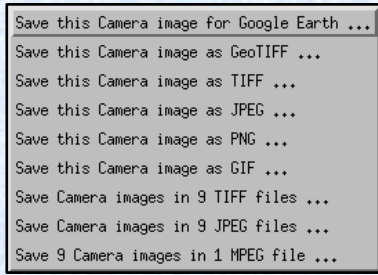 Save this Camera image for Google Earth ...
Save this Camera image as GeoTIFF ...
Save this Camera image as TIFF ...
Save this Camera image as JPEG ...
Save this Camera image as PNG ...
Save this Camera image as GIF ...
Save Camera images in 9 TIFF files ...
Save Camera images in 9 JPEG files ...
Save 9 Camera images in 1 MPEG file ...